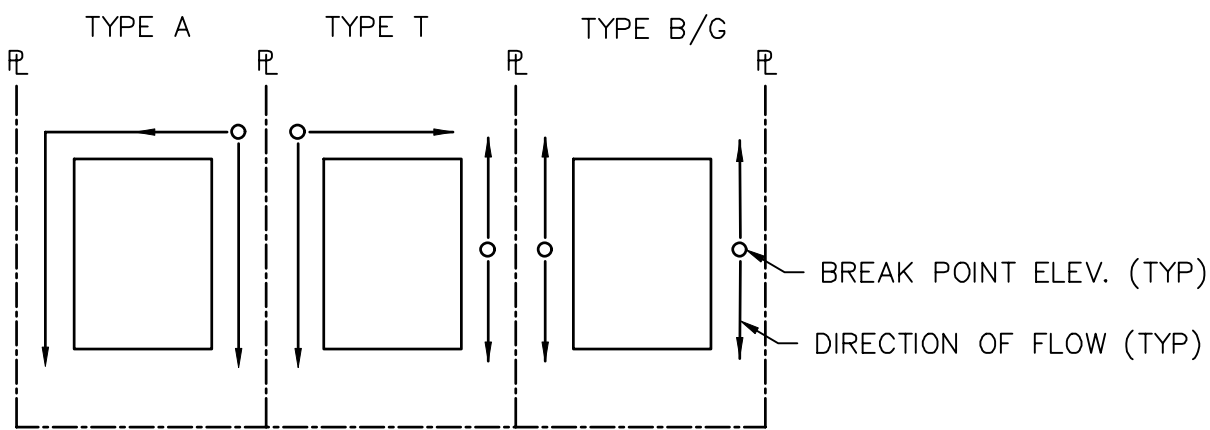 TYPE A
TYPE T
TYPE B/G
PL
PL
PL
PL
BREAK POINT ELEV. (TYP)
DIRECTION OF FLOW (TYP)